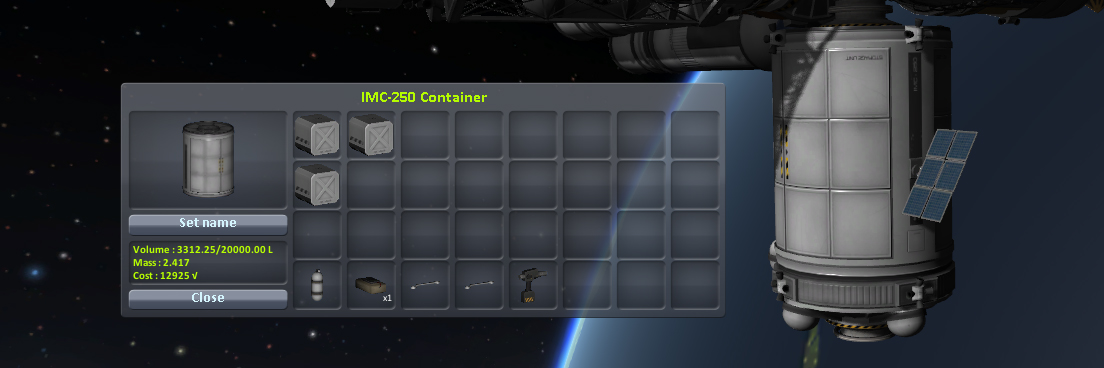 IMC-250 Container
Set name
Volume : 3312.25/20000.00 L
Mass : 2.417
Cost : 12925 √
Close
x1